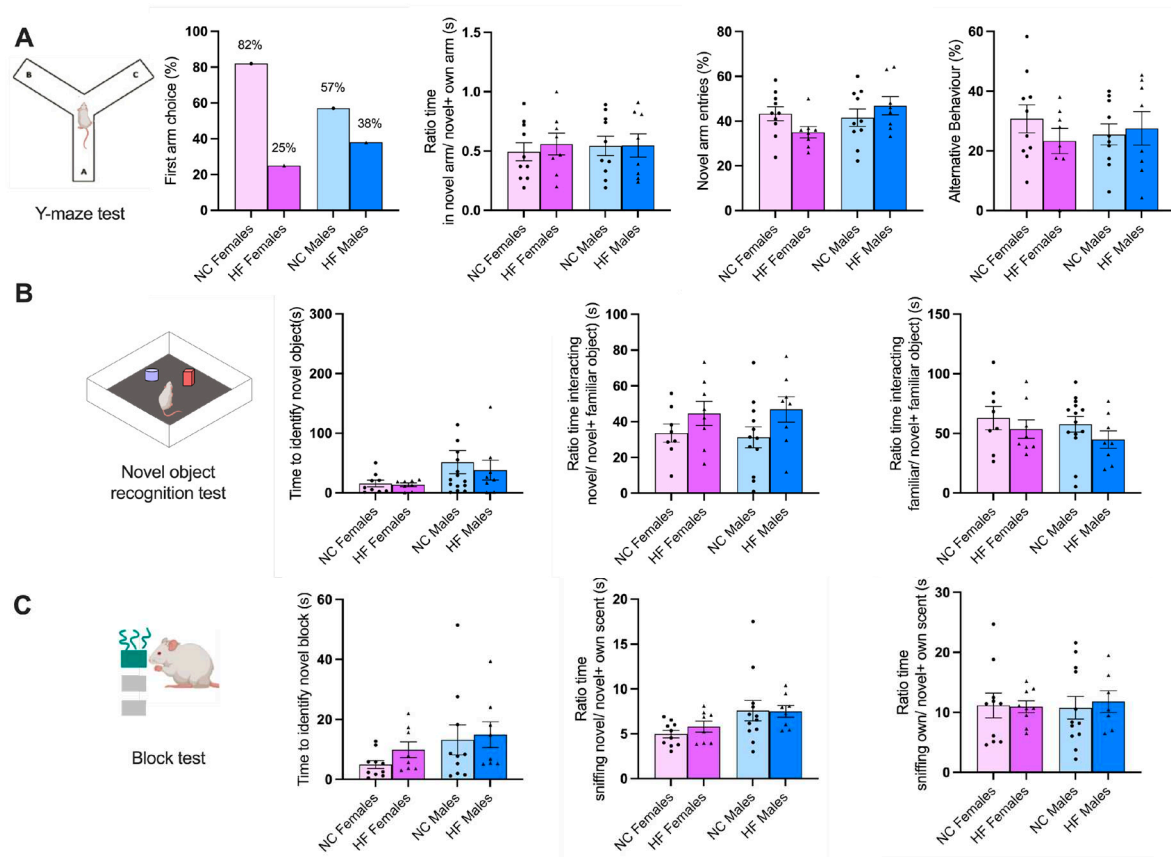 A
B
C
A
Y-maze test
First arm choice (%)
100
80
60
40
20
0
82%
25%
57%
38%
NC Females
HF Females
NC Males
HF Males
Ratio time
in novel arm/ novel+ own arm (s)
1.5
1.0
0.5
0.0
NC Females
HF Females
NC Males
HF Males
Novel arm entries (%)
80
60
40
20
0
NC Females
HF Females
NC Males
HF Males
Alternative Behaviour (%)
60
40
20
0
NC Females
HF Females
NC Males
HF Males
B
Novel object
recognition test
Time to identify novel object(s)
300
200
100
50
0
NC Females
HF Females
NC Males
HF Males
Ratio time interacting
novel/ novel+ familiar object) (s)
100
80
60
40
20
0
NC Females
HF Females
NC Males
HF Males
Ratio time interacting
familiar/ novel+ familiar object) (s)
150
100
50
0
NC Females
HF Females
NC Males
HF Males
C
Block test
Time to identify novel block (s)
60
40
20
0
NC Females
HF Females
NC Males
HF Males
Ratio time
sniffing novel/ novel+ own scent (s)
20
15
10
5
0
NC Females
HF Females
NC Males
HF Males
Ratio time
sniffing own/ novel+ own scent (s
30
20
10
0
NC Females
HF Females
NC Males
HF Males